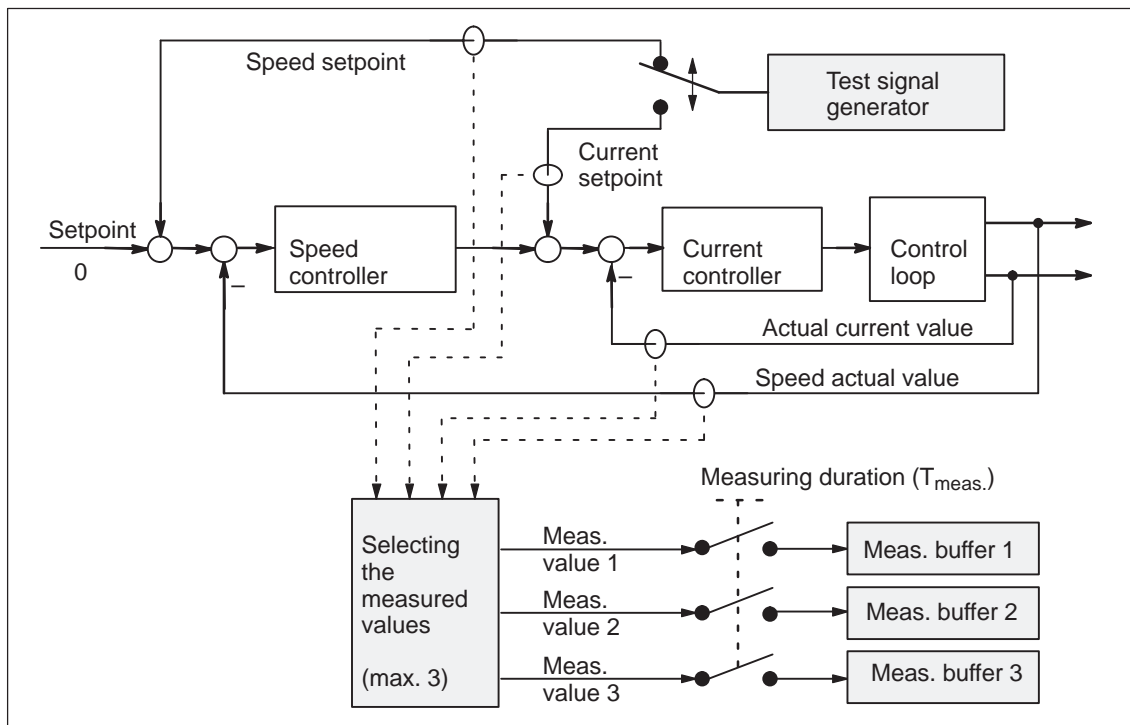 Speed setpoint
Test signal
generator
Current
setpoint
Setpoint
0
–
Speed
controller
–
Current
controller
Control
loop
Actual current value
Speed actual value
Measuring duration (Tmeas.)
Selecting
the
measured
values
(max. 3)
Meas.
value 1
Meas. buffer 1
Meas.
value 2
Meas. buffer 2
Meas.
value 3
Meas. buffer 3